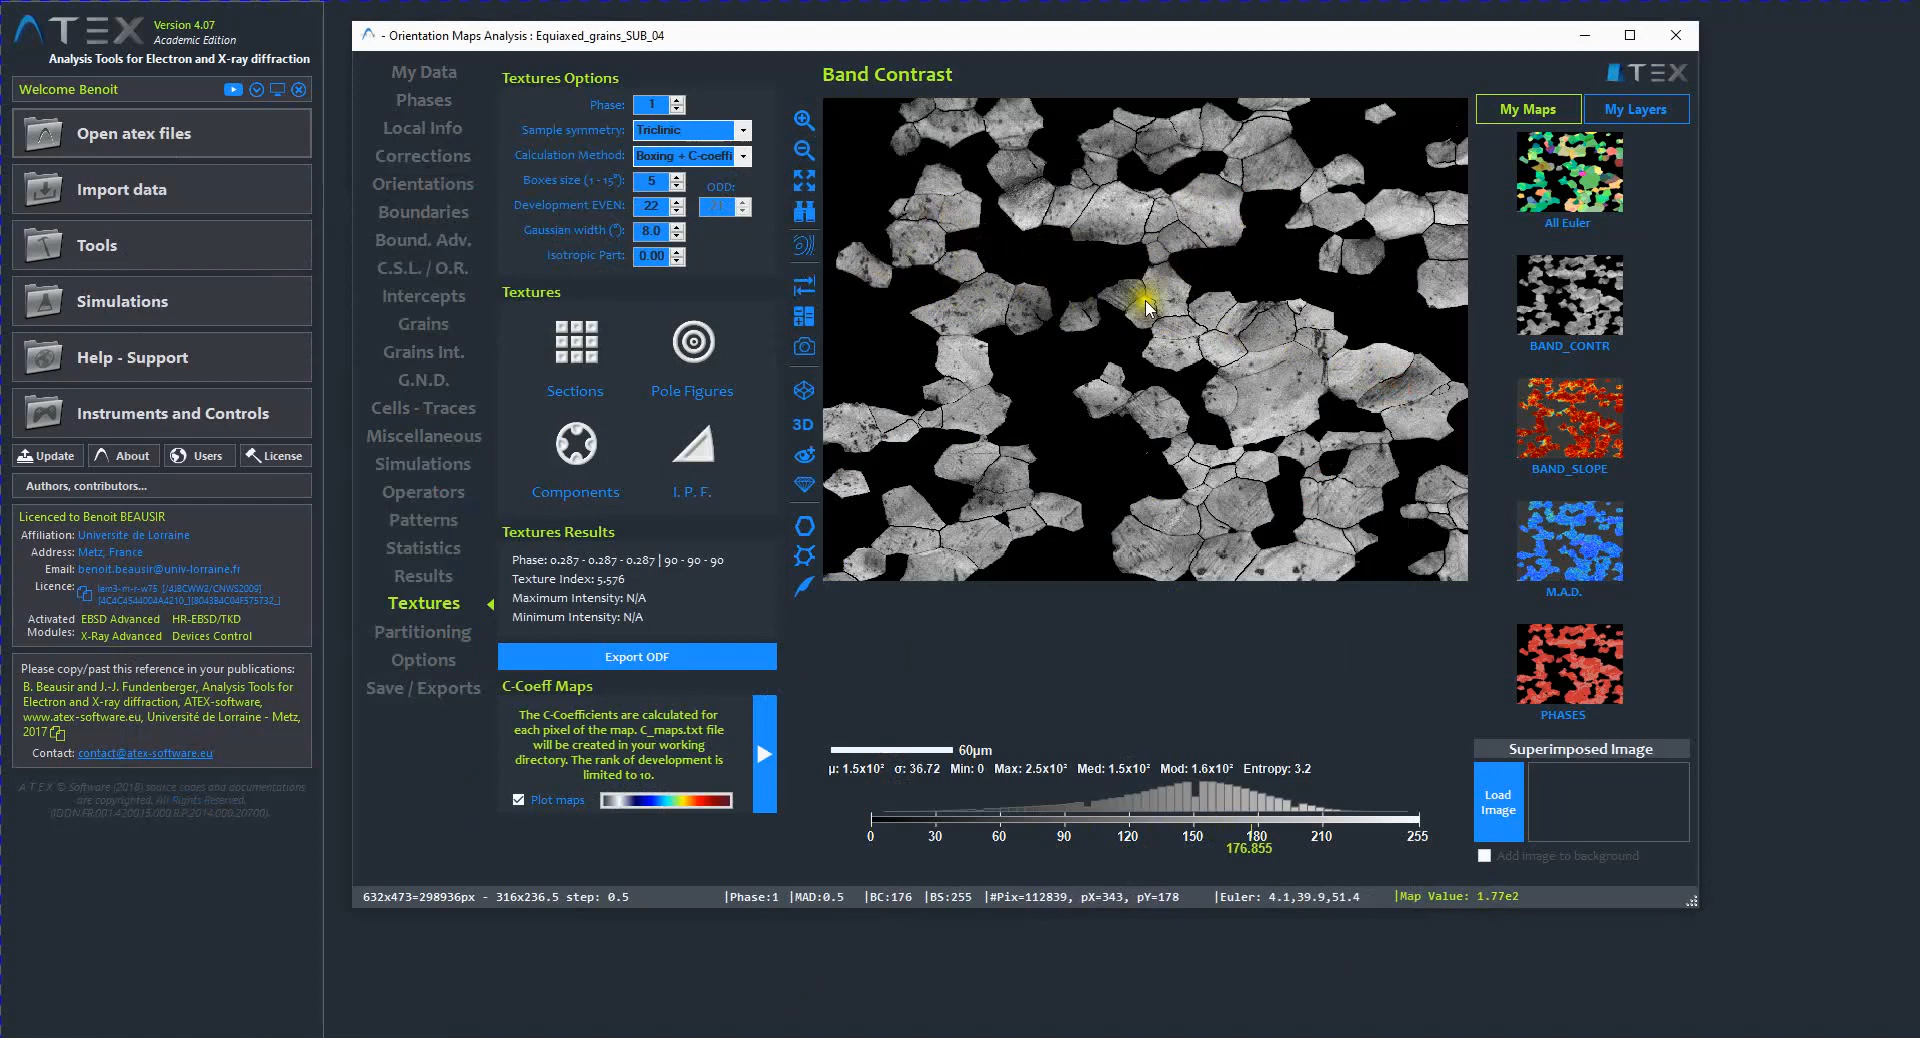 ATEX
Version 4.07
Academic Edition
Analysis Tools for Electron and X-ray diffraction
Welcome Benoit
Open atex files
Import data
Tools
Simulations
Help - Support
Instruments and Controls
Update
About
Users
License
Authors, contributors...
Licenced to Benoit BEAUSIR
Affiliation: Université de Lorraine
Address: Metz, France
Email: benoit.beausir@univ-lorraine.fr
Licence:
Activated Modules:
EBSD Advanced HR-EBSD/TKD
X-Ray Advanced Devices Control
Please copy/past this reference in your publications:
B. Beausir and J.-J. Fundenberger, Analysis Tools for
Electron and X-ray diffraction, ATEX-software,
www.atex-software.eu, Université de Lorraine - Metz,
2017
Contact: contact@atex-software.eu
A T E X © Software (2018) source codes and documentations
are copyrighted. All Rights Reserved.
- Orientation Maps Analysis : Equiaxed_grains_SUB_04
My Data
Phases
Local Info
Corrections
Orientations
Boundaries
Bound. Adv.
C.S.L. / O.R.
Intercepts
Grains
Grains Int.
G.N.D.
Cells - Traces
Miscellaneous
Simulations
Operators
Patterns
Statistics
Results
Textures
Partitioning
Options
Save / Exports
Textures Options
Phase: 1
Sample symmetry: Triclinic
Calculation Method: Boxing + C-coeffi
Boxes size (1 - 15°): 5
ODD:
Development EVEN: 22
Gaussian width (°): 8.0
Isotropic Part: 0.00
Textures
Sections
Pole Figures
Components
I. P. F.
Textures Results
Phase: 0.287 - 0.287 - 0.287 | 90 - 90 - 90
Texture Index: 5.576
Maximum Intensity: N/A
Minimum Intensity: N/A
Export ODF
C-Coeff Maps
The C-Coefficients are calculated for
each pixel of the map. C_maps.txt file
will be created in your working
directory. The rank of development is
limited to 10.
Plot maps
Band Contrast
3D
60µm
µ: 1.5x10² σ: 36.72 Min: 0 Max: 2.5x10² Med: 1.5x10² Mod: 1.6x10² Entropy: 3.2
0 30 60 90 120 150 180 210 255
176.855
ATEX
My Maps
My Layers
All Euler
BAND_CONTR
BAND_SLOPE
M.A.D.
PHASES
Superimposed Image
Load
Image
Add image to background
632x473=298936px - 316x236.5 step: 0.5 |Phase:1 |MAD:0.5 |BC:176 |BS:255 |#Pix=112839, pX=343, pY=178 |Euler: 4.1,39.9,51.4 |Map Value: 1.77e2